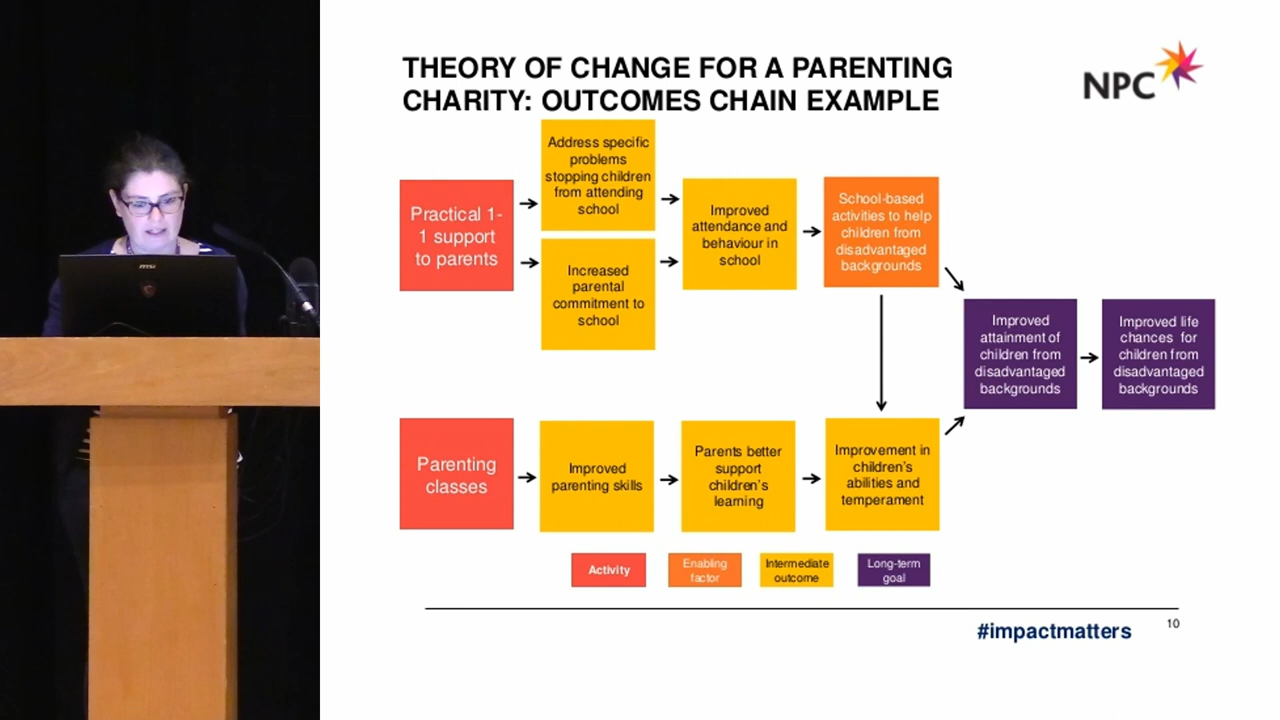 THEORY OF CHANGE FOR A PARENTING
CHARITY: OUTCOMES CHAIN EXAMPLE
NPC
Practical 1-
1 support
to parents
Address specific
problems
stopping children
from attending
school
Increased
parental
commitment to
school
Improved
attendance and
behaviour in
school
School-based
activities to help
children from
disadvantaged
backgrounds
Improved
attainment of
children from
disadvantaged
backgrounds
Improved life
chances for
children from
disadvantaged
backgrounds
Parenting
classes
Improved
parenting skills
Parents better
support
children's
learning
Improvement in
children's
abilities and
temperament
Activity
Enabling
factor
Intermediate
outcome
Long-term
goal
#impactmatters
10
msi